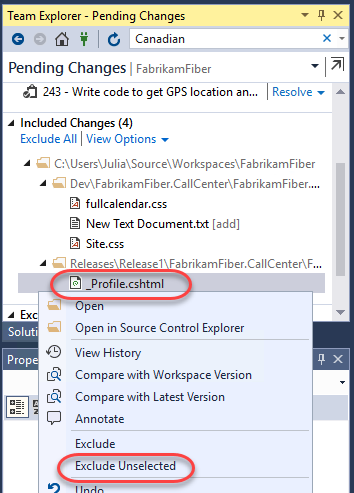 Team Explorer - Pending Changes
Canadian
Pending Changes | FabrikamFiber
243 - Write code to get GPS location an... Resolve
Included Changes (4)
Exclude All | View Options
C:\Users\Julia\Source\Workspaces\FabrikamFiber
Dev\FabrikamFiber.CallCenter\FabrikamFiber....
fullcalendar.css
New Text Document.txt [add]
Site.css
Releases\Release1\FabrikamFiber.CallCenter\F...
_Profile.cshtml
Open
Open in Source Control Explorer
View History
Compare with Workspace Version
Compare with Latest Version
Annotate
Exclude
Exclude Unselected
Undo...